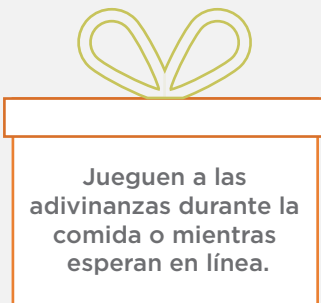 Jueguen a las
adivinanzas durante la
comida o mientras
esperan en línea.